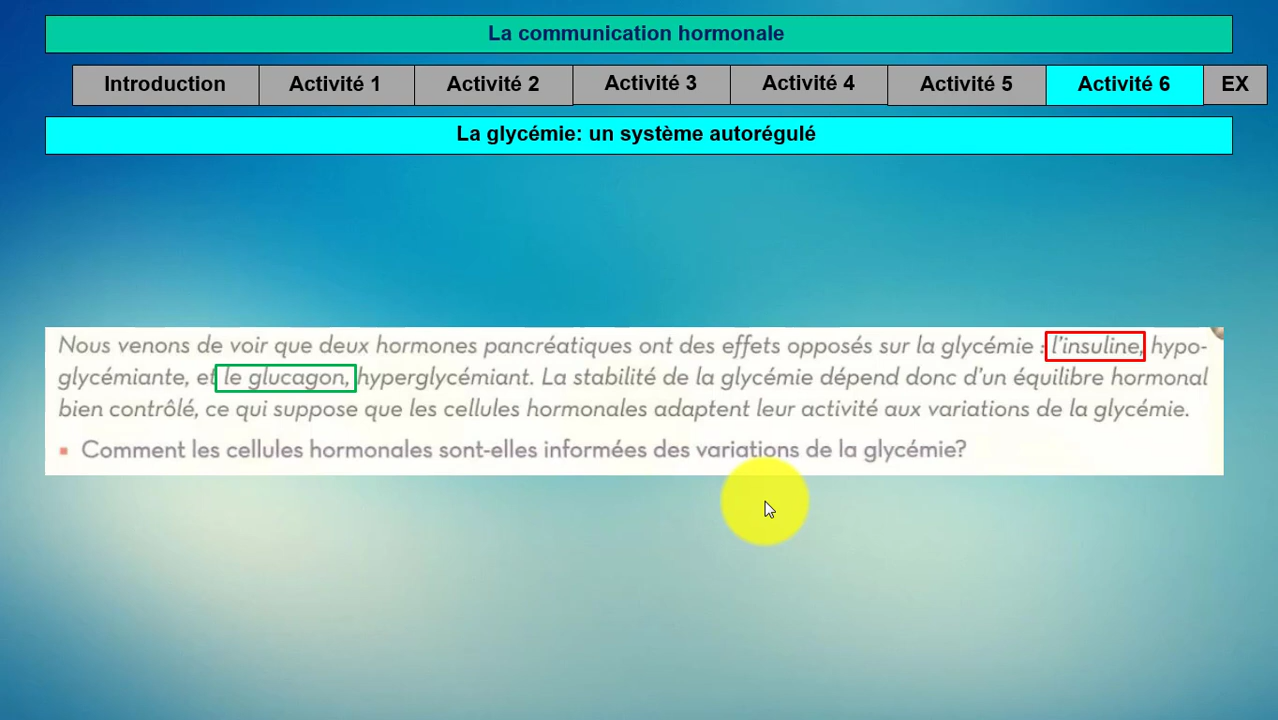 La communication hormonale
Introduction Activité 1 Activité 2 Activité 3 Activité 4 Activité 5 Activité 6 EX
La glycémie: un système autorégulé
Nous venons de voir que deux hormones pancréatiques ont des effets opposés sur la glycémie : l'insuline, hypo-
glycémiante, et le glucagon, hyperglycémiant. La stabilité de la glycémie dépend donc d'un équilibre hormonal
bien contrôlé, ce qui suppose que les cellules hormonales adaptent leur activité aux variations de la glycémie.
Comment les cellules hormonales sont-elles informées des variations de la glycémie?